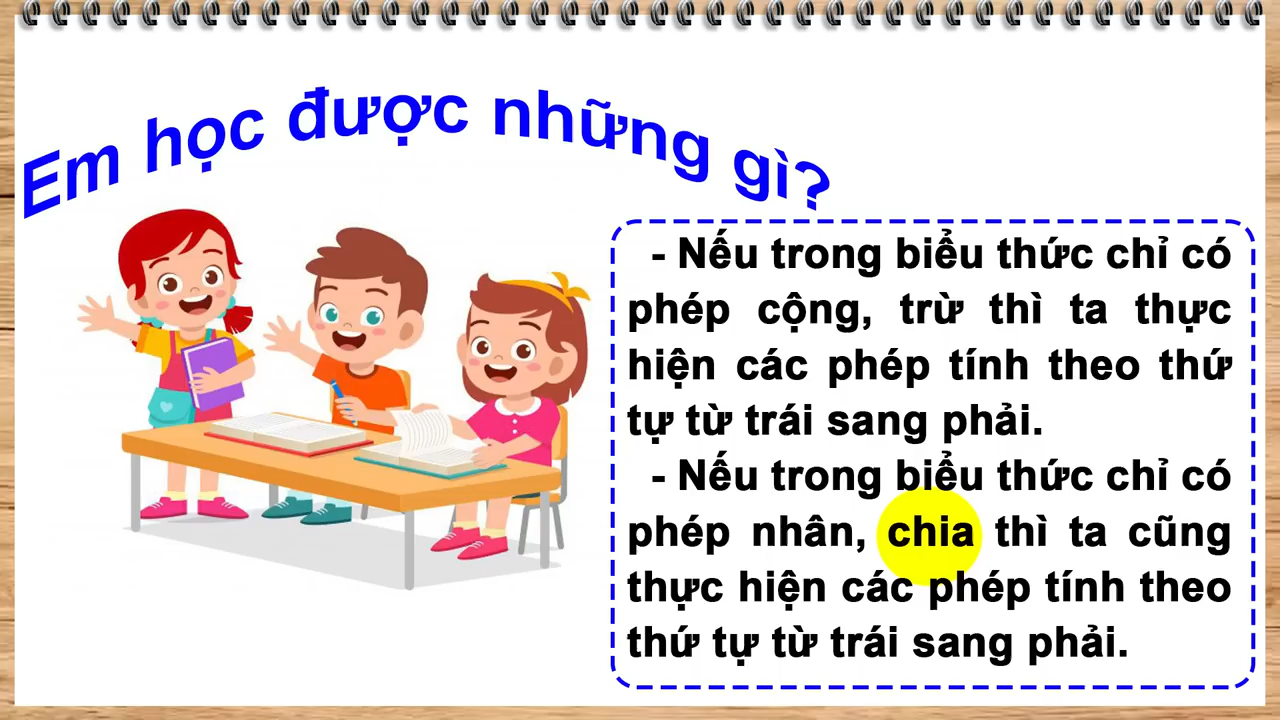 Em học được những gì?
- Nếu trong biểu thức chỉ có
phép cộng, trừ thì ta thực
hiện các phép tính theo thứ
tự từ trái sang phải.
- Nếu trong biểu thức chỉ có
phép nhân, chia thì ta cũng
thực hiện các phép tính theo
thứ tự từ trái sang phải.